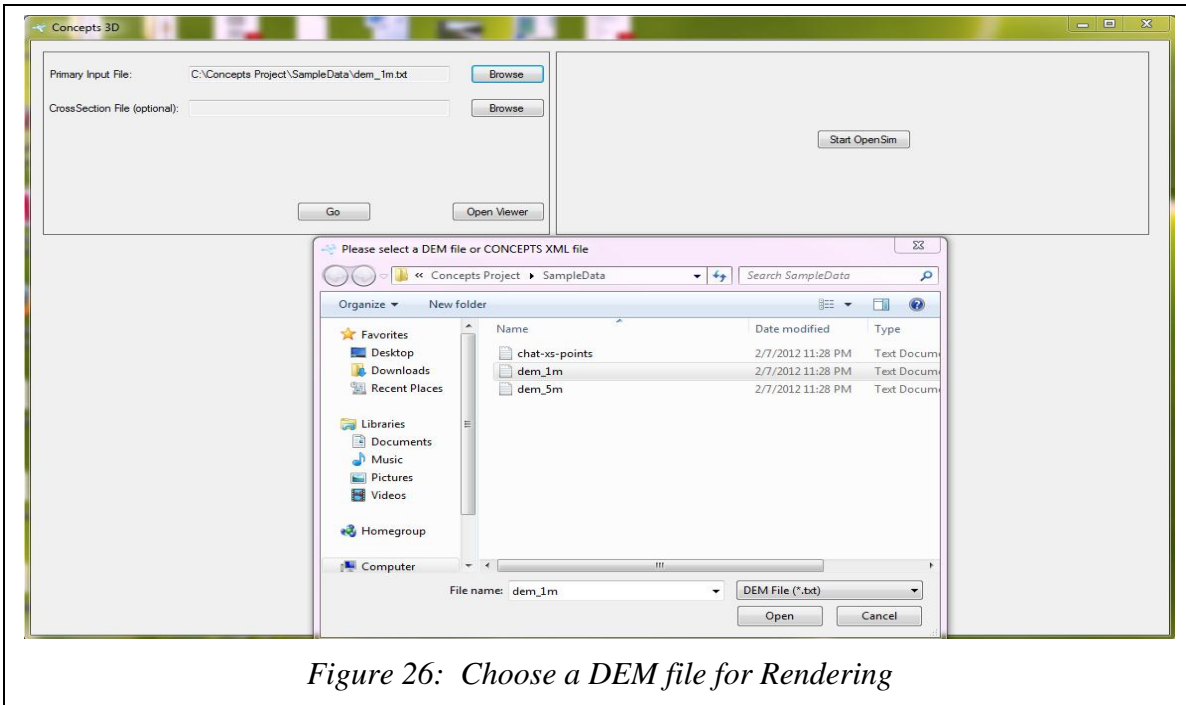 Concepts 3D
Primary Input File: C:\Concepts Project\SampleData\dem_1m.txt Browse
CrossSection File (optional): Browse
Start OpenSim
Go Open Viewer
Please select a DEM file or CONCEPTS XML file
« Concepts Project SampleData Search SampleData
Organize New folder
Name Date modified Type
Favorites
Desktop chat-xs-points 2/7/2012 11:28 PM Text Docum
Downloads dem_1m 2/7/2012 11:28 PM Text Docum
Recent Places dem_5m 2/7/2012 11:28 PM Text Docum
Libraries
Documents
Music
Pictures
Videos
Homegroup
Computer
File name: dem_1m DEM File (*.txt)
Open Cancel
Figure 26: Choose a DEM file for Rendering